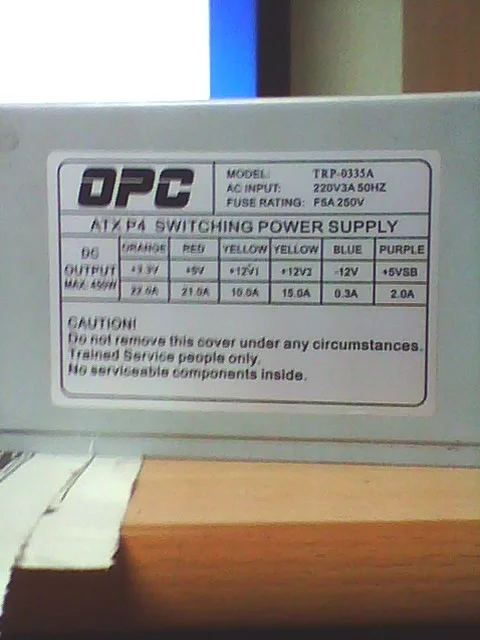 OPC
MODEL: TRP-0335A
AC INPUT: 220V3A 50HZ
FUSE RATING: F5A 250V
ATX P4 SWITCHING POWER SUPPLY
DC OUTPUT MAX. 450W
ORANGE RED YELLOW YELLOW BLUE PURPLE
+3.3V +5V +12V1 +12V2 -12V +5VSB
22.0A 21.0A 10.0A 15.0A 0.3A 2.0A
CAUTION!
Do not remove this cover under any circumstances.
Trained Service people only.
No serviceable components inside.